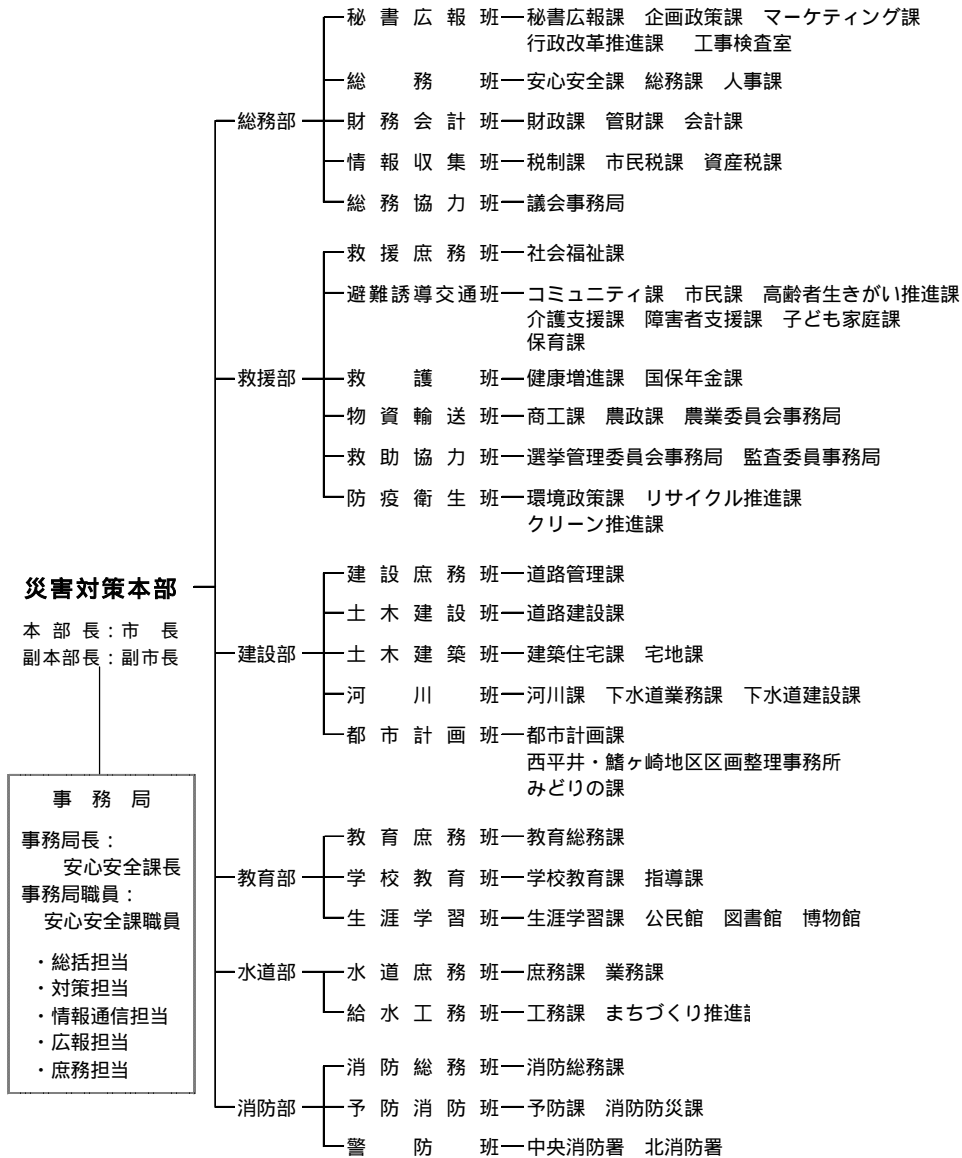 秘書広報班 秘書広報課 企画政策課 マーケティング課
行政改革推進課 工事検査室
総務班 安心安全課 総務課 人事課
総務部 財務会計班 財政課 管財課 会計課
情報収集班 税制課 市民税課 資産税課
総務協力班 議会事務局
救援庶務班 社会福祉課
避難誘導交通班 コミュニティ課 市民課 高齢者生きがい推進課
介護支援課 障害者支援課 子ども家庭課
保育課
救援部 救護班 健康増進課 国保年金課
物資輸送班 商工課 農政課 農業委員会事務局
救助協力班 選挙管理委員会事務局 監査委員事務局
防疫衛生班 環境政策課 リサイクル推進課
クリーン推進課
災害対策本部
本部長：市 長
副本部長：副市長
建設庶務班 道路管理課
土木建設班 道路建設課
建設部 土木建築班 建築住宅課 宅地課
河川班 河川課 下水道業務課 下水道建設課
都市計画班 都市計画課
西平井・鰭ヶ崎地区区画整理事務所
みどりの課
事 務 局
事務局長：
安心安全課長
事務局職員：
安心安全課職員
・総括担当
・対策担当
・情報通信担当
・広報担当
・庶務担当
教育庶務班 教育総務課
教育部 学校教育班 学校教育課 指導課
生涯学習班 生涯学習課 公民館 図書館 博物館
水道部 水道庶務班 庶務課 業務課
給水工務班 工務課 まちづくり推進
消防総務班 消防総務課
消防部 予防消防班 予防課 消防防災課
警防班 中央消防署 北消防署